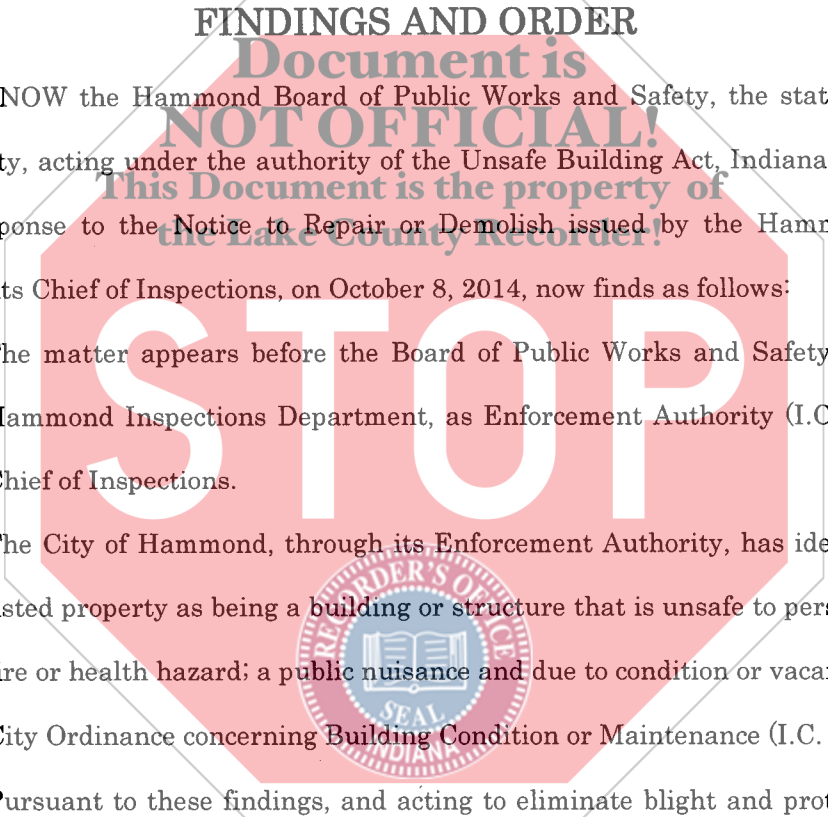 FINDINGS AND ORDER
Document is
NOW the Hammond Board of Public Works and Safety, the stat
NOT OFFICIAL!
ty, acting under the authority of the Unsafe Building Act, Indiana
This Document is the property of
ponse to the Notice to Repair or Demolish issued by the Hamm
the Lake County Recorder!
ts Chief of Inspections, on October 8, 2014, now finds as follows:
STOP
he matter appears before the Board of Public Works and Safety
Hammond Inspections Department, as Enforcement Authority (I.C
Chief of Inspections.
The City of Hammond, through its Enforcement Authority, has ide
RECORDER'S OFFICE
sted property as being a building or structure that is unsafe to pers
ire or health hazard; a public nuisance and due to condition or vaca
SEAL
City Ordinance concerning Building Condition or Maintenance (I.C.
INDIANA
Pursuant to these findings, and acting to eliminate blight and prot